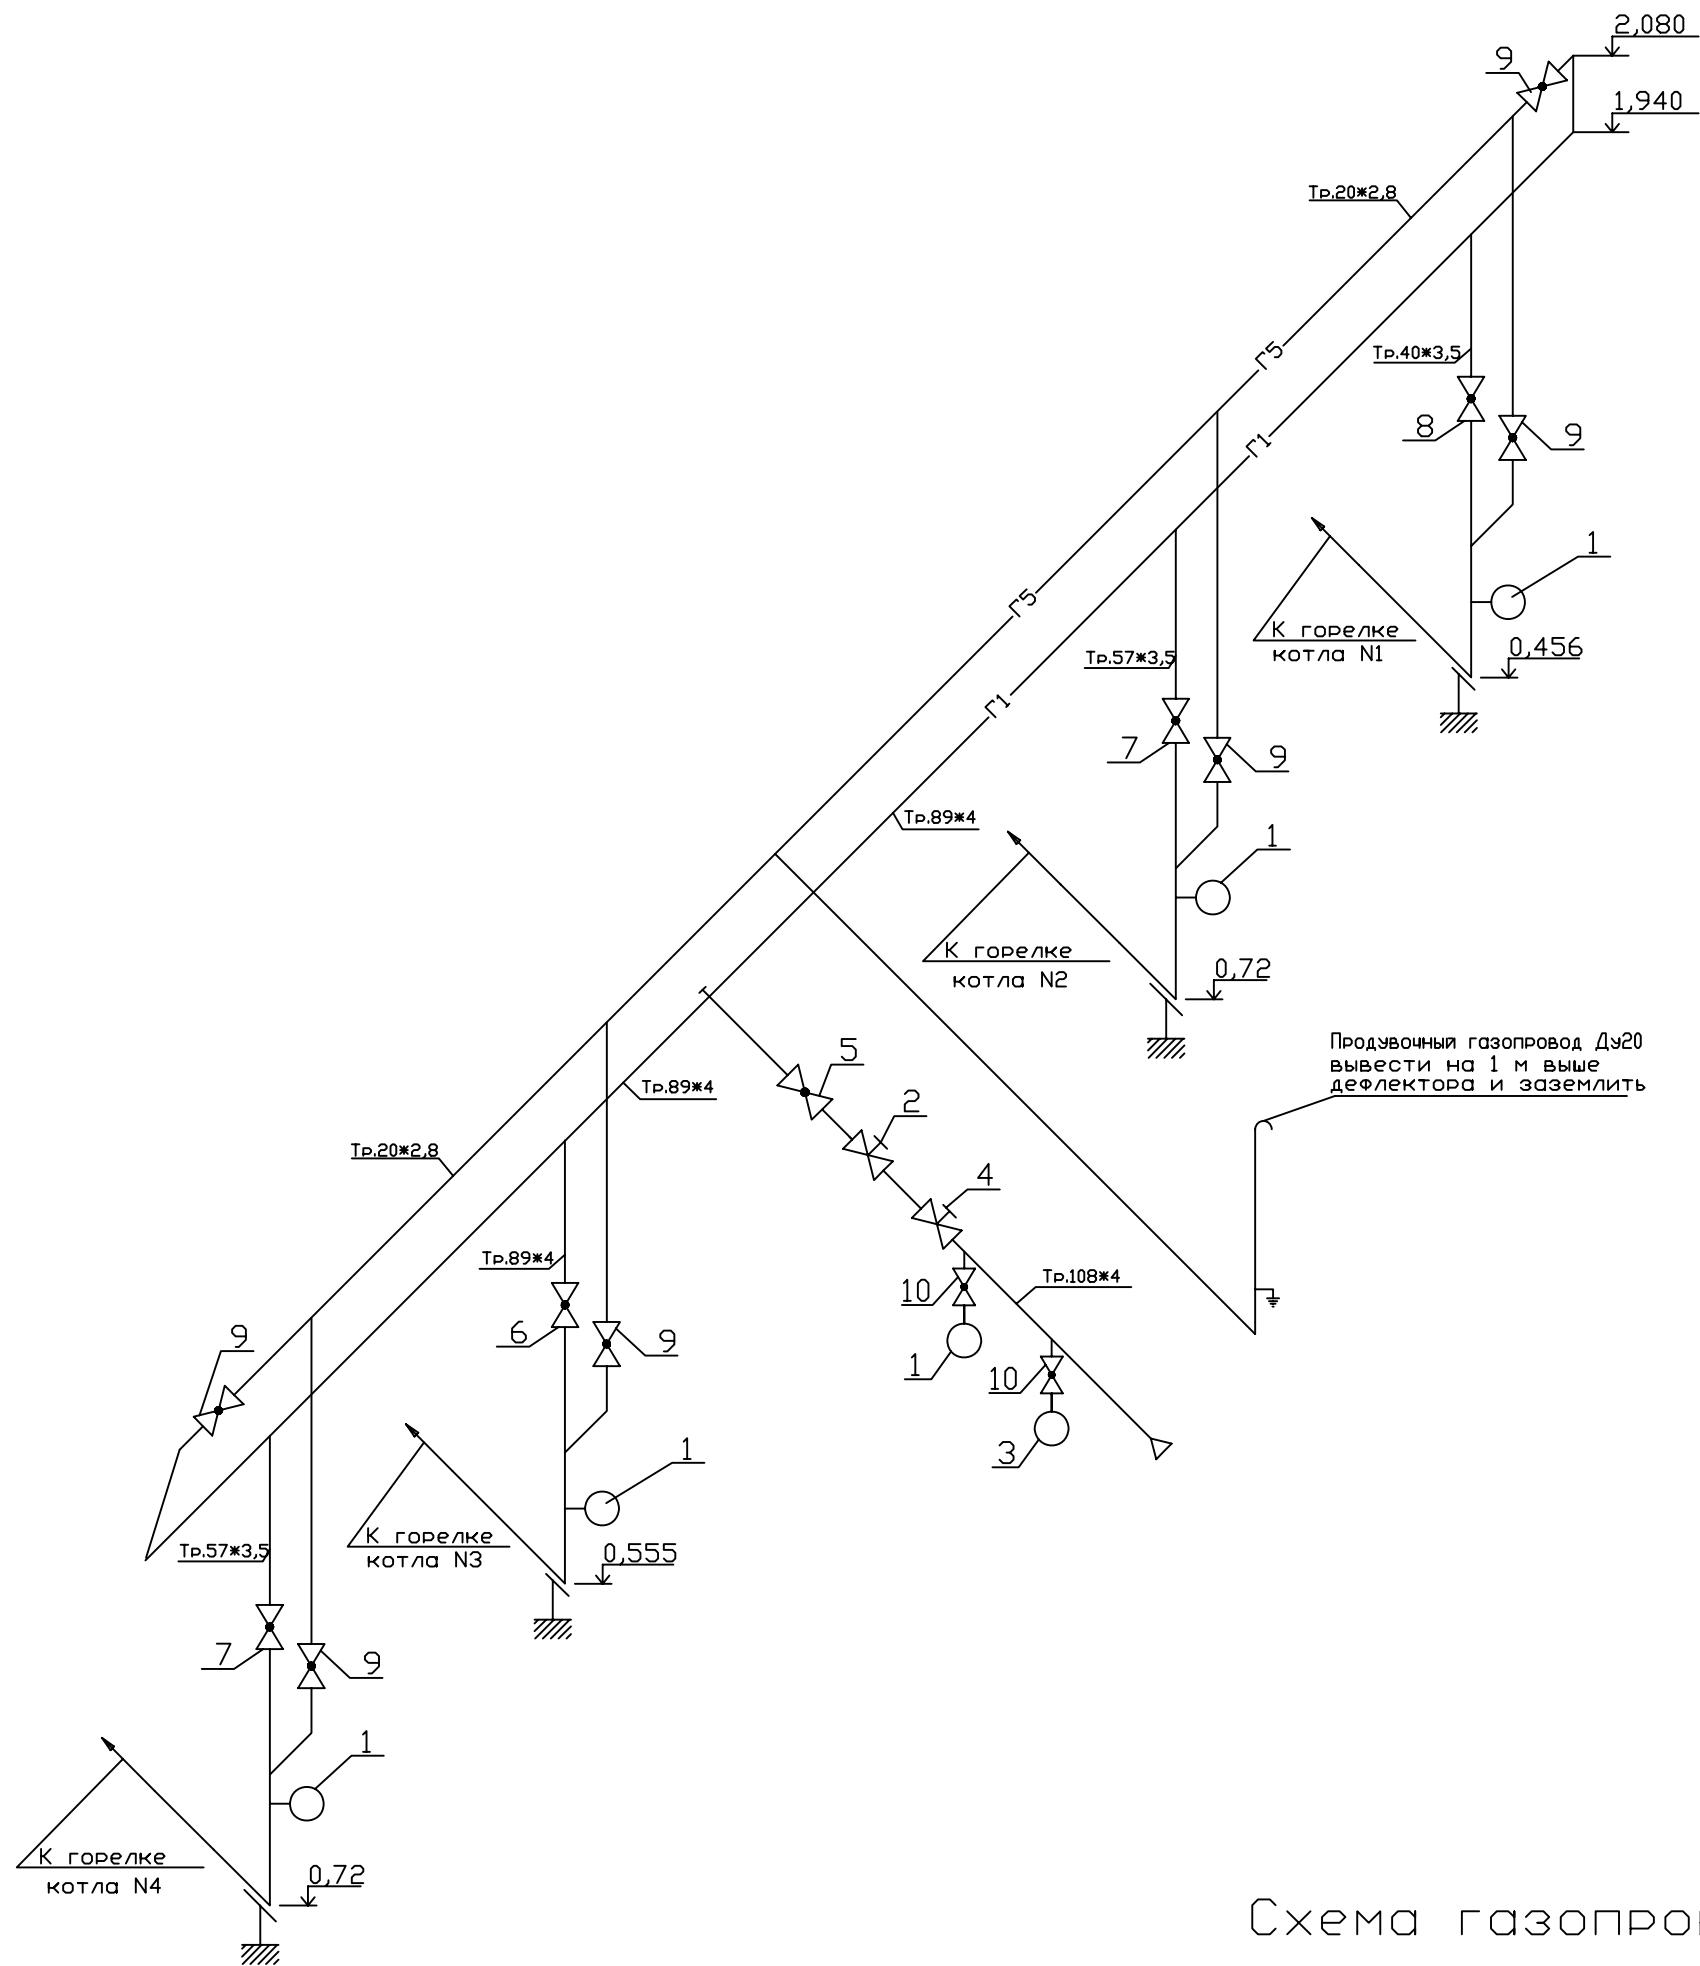 2,080
9
1,940
Тр.20*2,8
Г5
Тр.40*3,5
8
9
Г1
1
К горелке
котла N1
0,456
Г5
Тр.57*3,5
Г1
7
9
Тр.89*4
1
К горелке
котла N2
0,72
Продувочный газопровод Ду20
вывести на 1 м выше
дефлектора и заземлить
5
2
Тр.89*4
Тр.20*2,8
4
Тр.89*4
Тр.108*4
10
6
9
9
1
10
3
1
К горелке
котла N3
0,555
Тр.57*3,5
7
9
1
К горелке
котла N4
0,72
Схема газопро